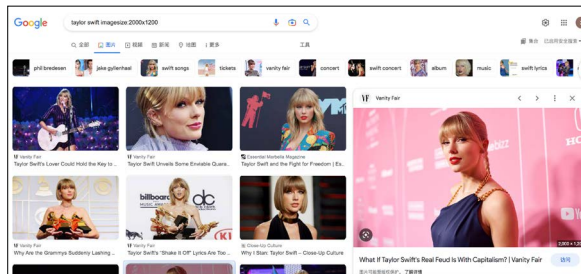 Google
taylor swift imagesize 2000x1200
全部 图片 视频 新闻 地图 更多 工具
phil bredesen jake gyllenhaal swift songs tickets vanity fair concert swift concert album music swift lyrics
Vanity Fair
Vanity Fair
Taylor Swift's Lover Could Hold the Key to ...
Vanity Fair
Taylor Swift Unveils Some Enviable Quara...
Essential Marbella Magazine
Taylor Swift and the Fight for Freedom | Es...
billboard
dc
Vanity Fair
Why Are the Grammys Suddenly Lashing ...
Vanity Fair
Taylor Swift's "Shake It Off" Lyrics Are Too ...
Close-Up Culture
Why I Stan: Taylor Swift – Close-Up Culture
What If Taylor Swift's Real Feud Is With Capitalism? | Vanity Fair
访问